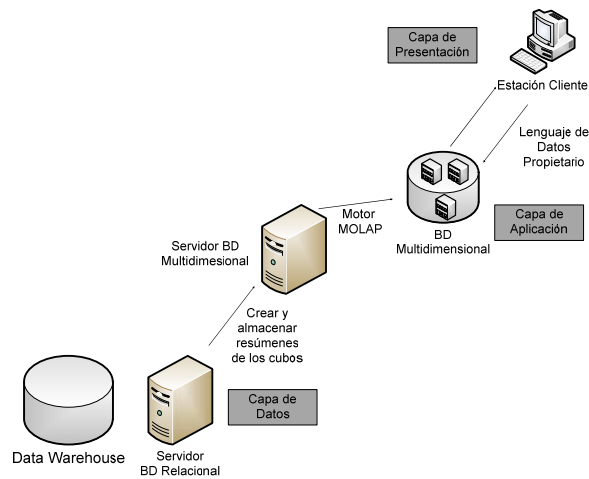 Capa de
Presentación
Estación Cliente
Lenguaje de
Datos
Propietario
Capa de
Aplicación
BD
Multidimensional
Motor
MOLAP
Servidor BD
Multidimesional
Crear y
almacenar
resúmenes
de los cubos
Capa de
Datos
Data Warehouse
Servidor
BD Relacional